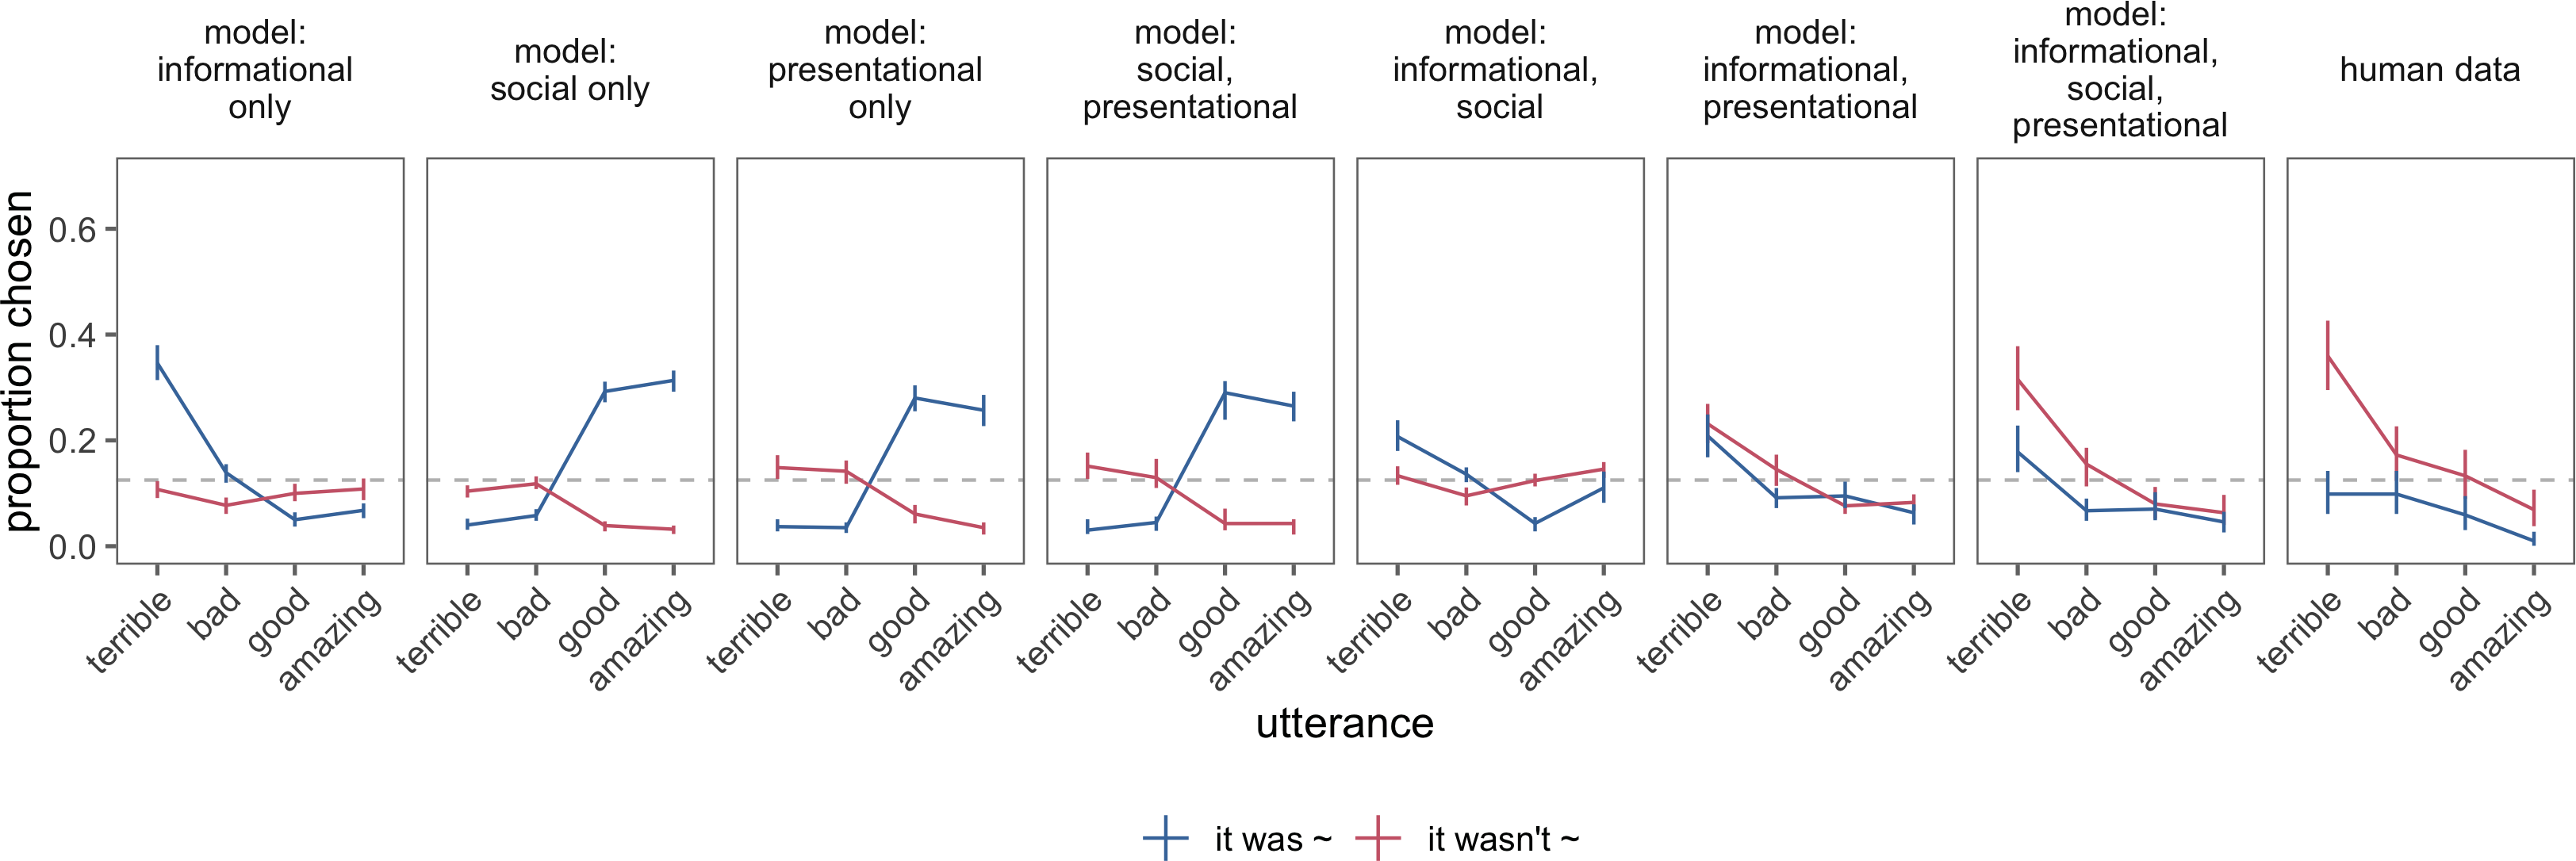 model:
informational
only
model:
social only
model:
presentational
only
model:
social,
presentational
model:
informational,
social
model:
informational,
presentational
model:
informational,
social,
presentational
human data
proportion chosen
0.6
0.4
0.2
0.0
terrible
bad
good
amazing
terrible
bad
good
amazing
terrible
bad
good
amazing
terrible
bad
good
amazing
terrible
bad
good
amazing
terrible
bad
good
amazing
terrible
bad
good
amazing
terrible
bad
good
amazing
utterance
it was ~ it wasn't ~